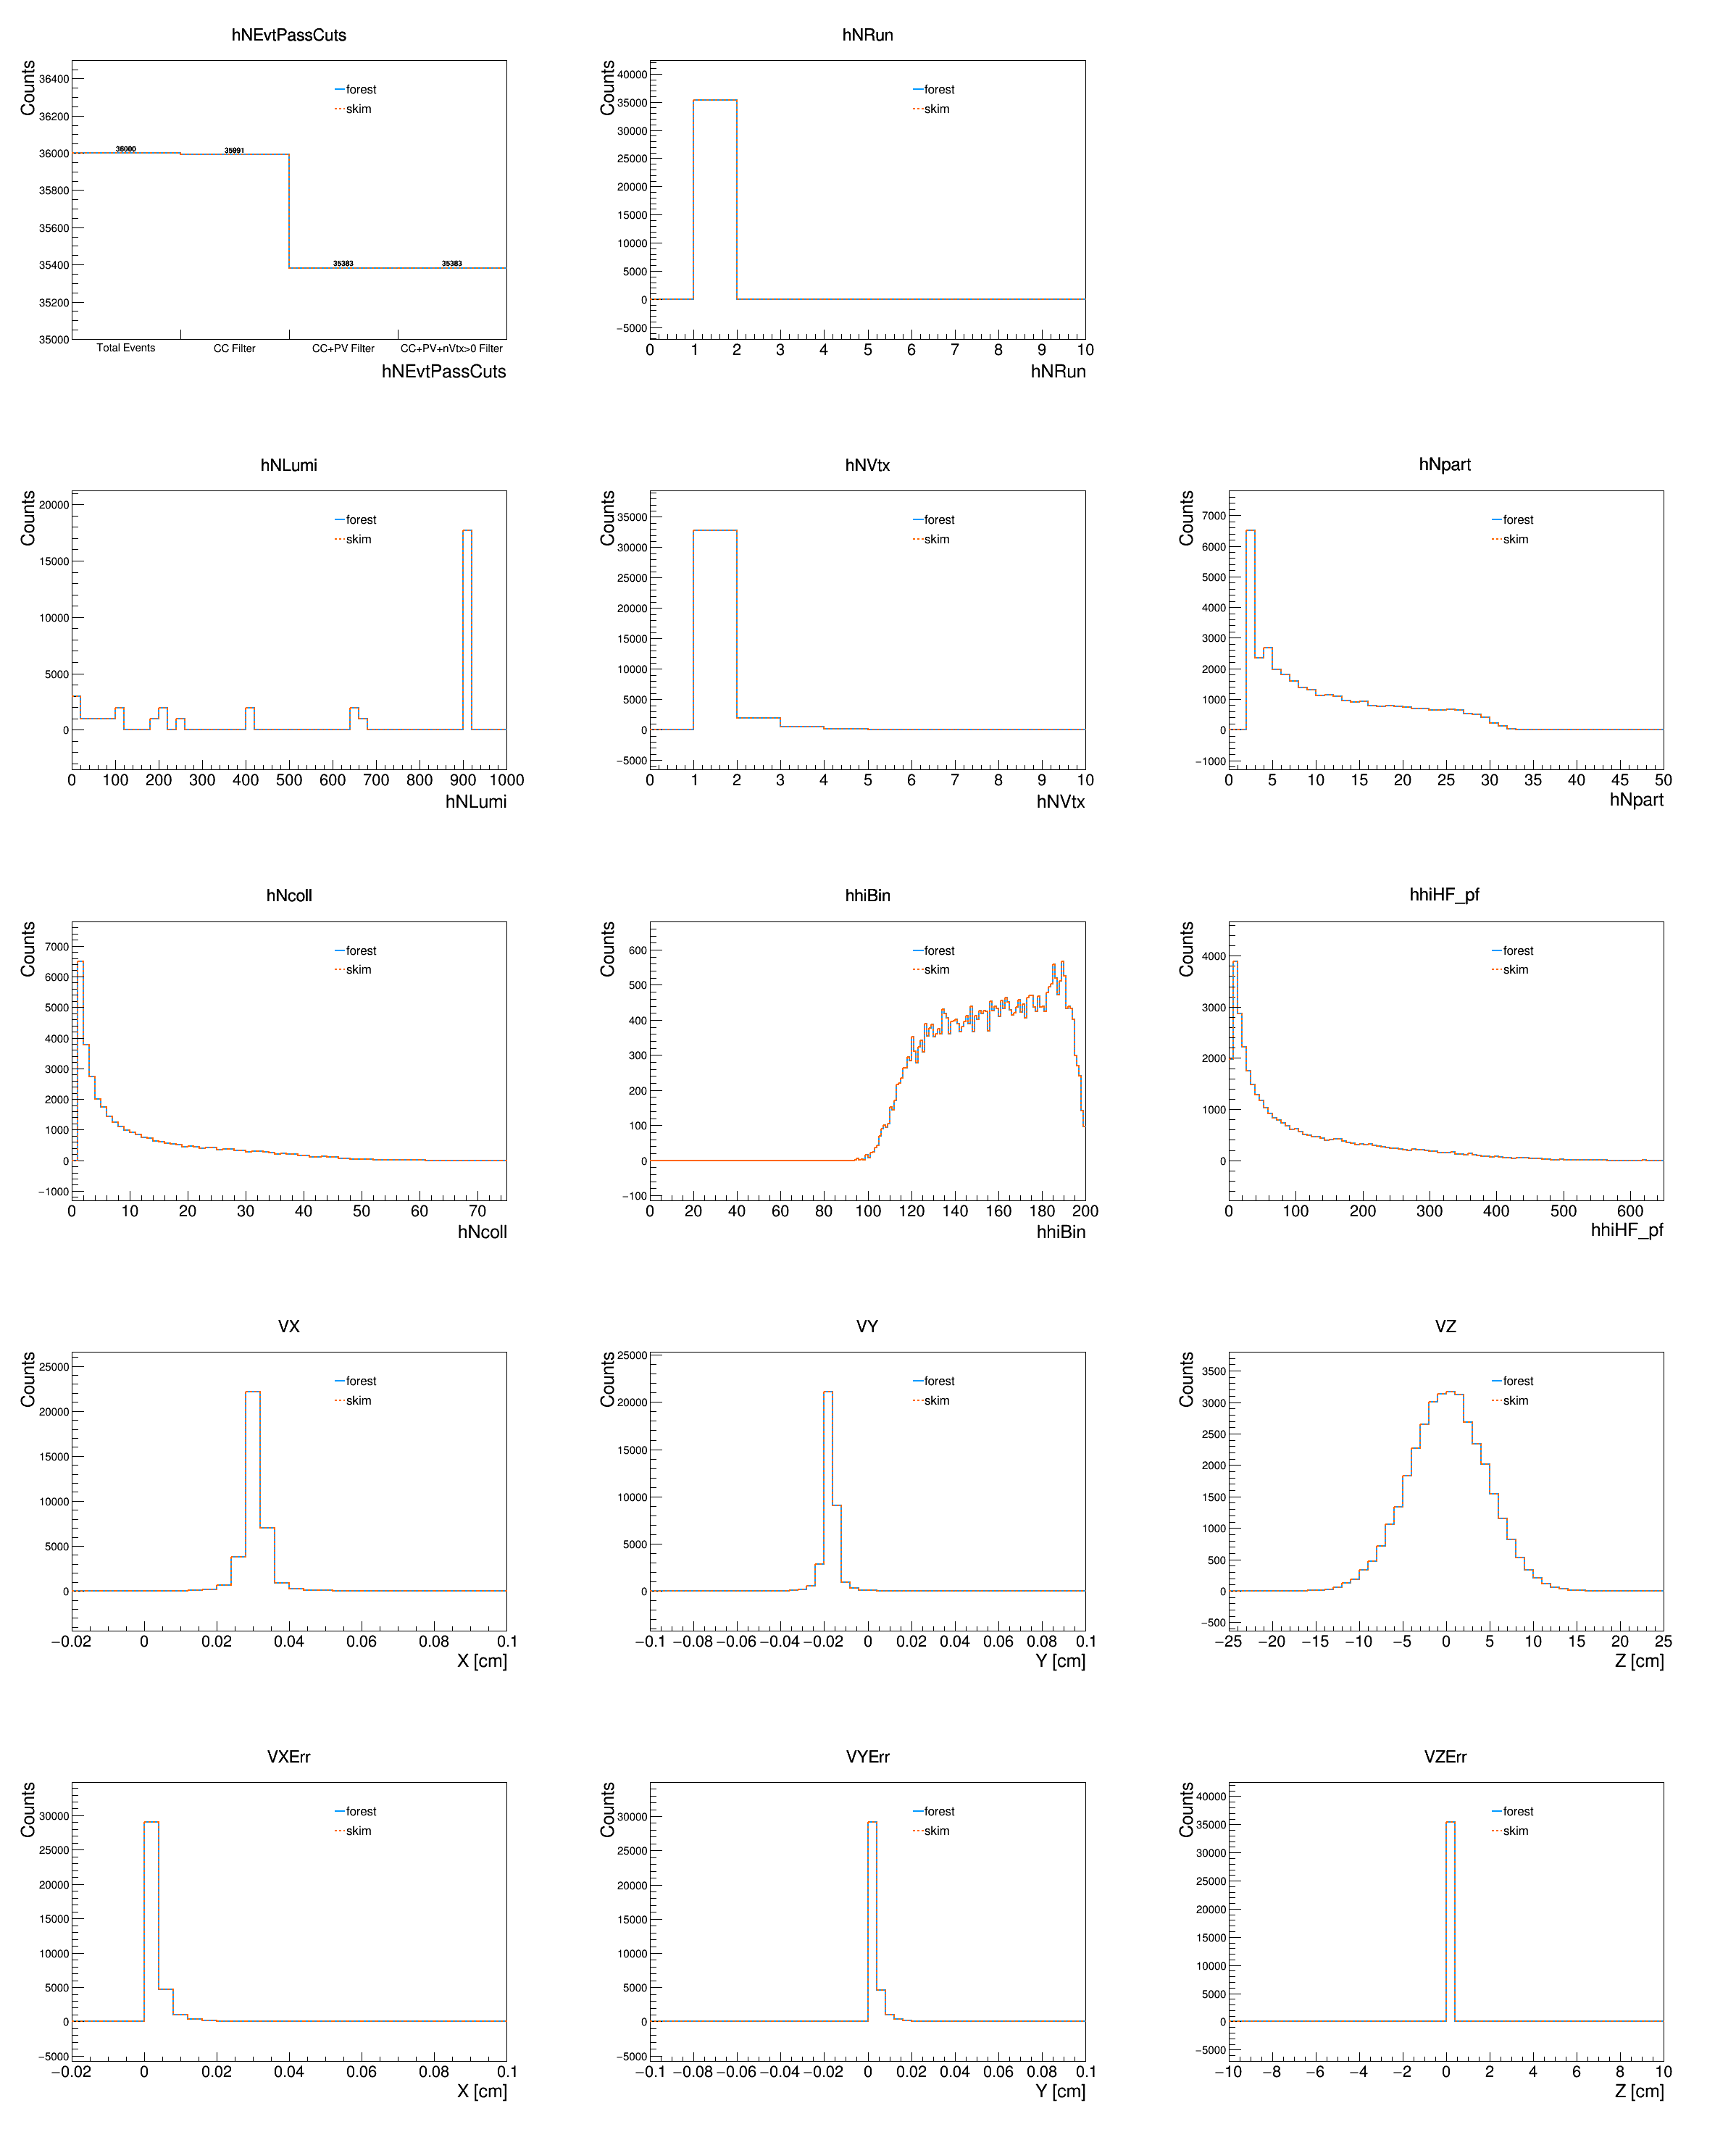 hNEvtPassCuts
Counts
36400
36200
36000
35800
35600
35400
35200
35000
forest
skim
36000
35991
35383
35383
Total Events
CC Filter
CC+PV Filter
CC+PV+nVtx>0 Filter
hNEvtPassCuts
hNRun
Counts
40000
35000
30000
25000
20000
15000
10000
5000
0
−5000
forest
skim
0 1 2 3 4 5 6 7 8 9 10
hNRun
hNLumi
Counts
20000
15000
10000
5000
0
forest
skim
0 100 200 300 400 500 600 700 800 900 1000
hNLumi
hNVtx
Counts
35000
30000
25000
20000
15000
10000
5000
0
−5000
forest
skim
0 1 2 3 4 5 6 7 8 9 10
hNVtx
hNpart
Counts
7000
6000
5000
4000
3000
2000
1000
0
−1000
forest
skim
0 5 10 15 20 25 30 35 40 45 50
hNpart
hNcoll
Counts
7000
6000
5000
4000
3000
2000
1000
0
−1000
forest
skim
0 10 20 30 40 50 60 70
hNcoll
hhiBin
Counts
600
500
400
300
200
100
0
−100
forest
skim
0 20 40 60 80 100 120 140 160 180 200
hhiBin
hhiHF_pf
Counts
4000
3000
2000
1000
0
forest
skim
0 100 200 300 400 500 600
hhiHF_pf
VX
Counts
25000
20000
15000
10000
5000
0
forest
skim
−0.02 0 0.02 0.04 0.06 0.08 0.1
X [cm]
VY
Counts
25000
20000
15000
10000
5000
0
forest
skim
−0.1 −0.08 −0.06 −0.04 −0.02 0 0.02 0.04 0.06 0.08 0.1
Y [cm]
VZ
Counts
3500
3000
2500
2000
1500
1000
500
0
−500
forest
skim
−25 −20 −15 −10 −5 0 5 10 15 20 25
Z [cm]
VXErr
Counts
30000
25000
20000
15000
10000
5000
0
−5000
forest
skim
−0.02 0 0.02 0.04 0.06 0.08 0.1
X [cm]
VYErr
Counts
30000
25000
20000
15000
10000
5000
0
−5000
forest
skim
−0.1 −0.08 −0.06 −0.04 −0.02 0 0.02 0.04 0.06 0.08 0.1
Y [cm]
VZErr
Counts
40000
35000
30000
25000
20000
15000
10000
5000
0
−5000
forest
skim
−10 −8 −6 −4 −2 0 2 4 6 8 10
Z [cm]